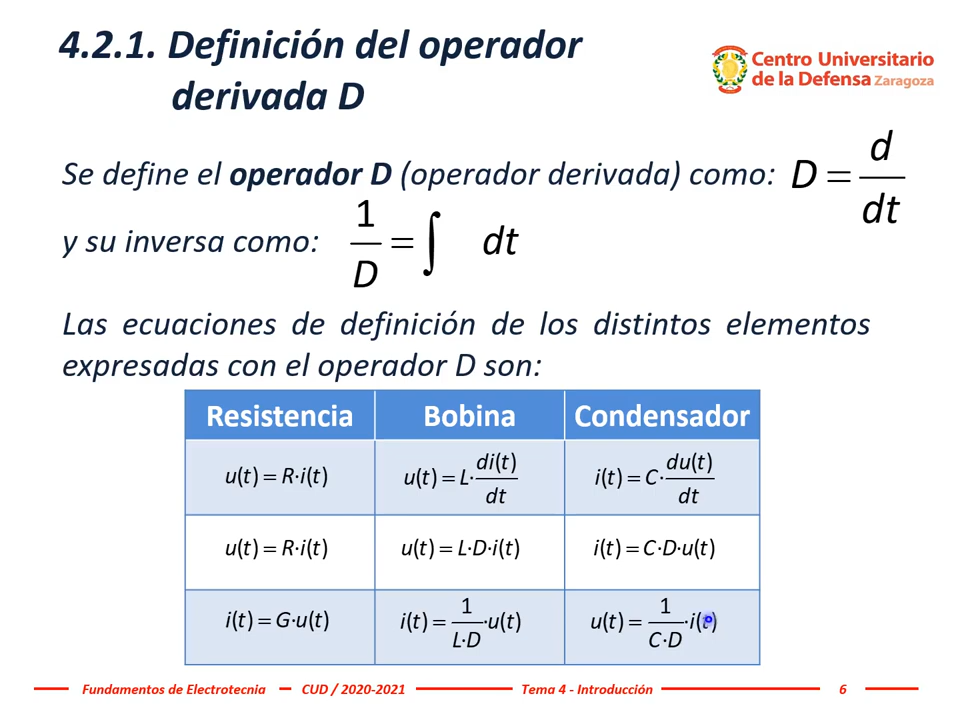 4.2.1. Definición del operador
derivada D
Centro Universitario
de la Defensa Zaragoza
Se define el operador D (operador derivada) como: D = d/dt
y su inversa como: 1/D = ∫ dt
Las ecuaciones de definición de los distintos elementos
expresadas con el operador D son:
Resistencia Bobina Condensador
u(t) = R·i(t) u(t) = L·di(t)/dt i(t) = C·du(t)/dt
u(t) = R·i(t) u(t) = L·D·i(t) i(t) = C·D·u(t)
i(t) = G·u(t) i(t) = 1/L·D·u(t) u(t) = 1/C·D·i(t)
Fundamentos de Electrotecnia CUD / 2020-2021 Tema 4 - Introducción 6